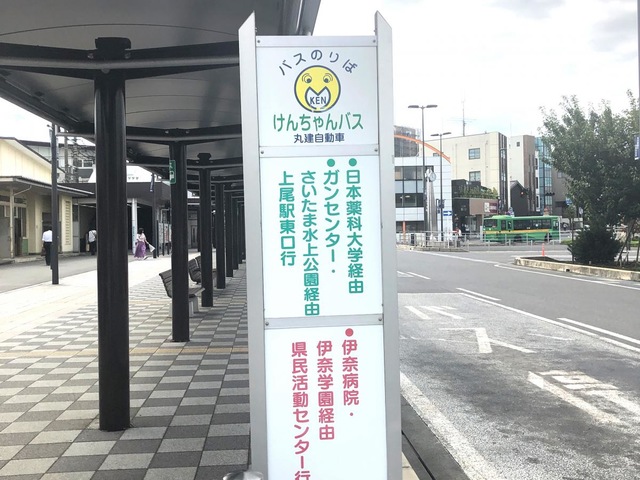 バスのりば
KEN
けんちゃんバス
丸建自動車
●日本薬科大学経由
●ガンセンター・
さいたま水上公園経由
上尾駅東口行
●伊奈病院・
伊奈学園経由
県民活動センター行